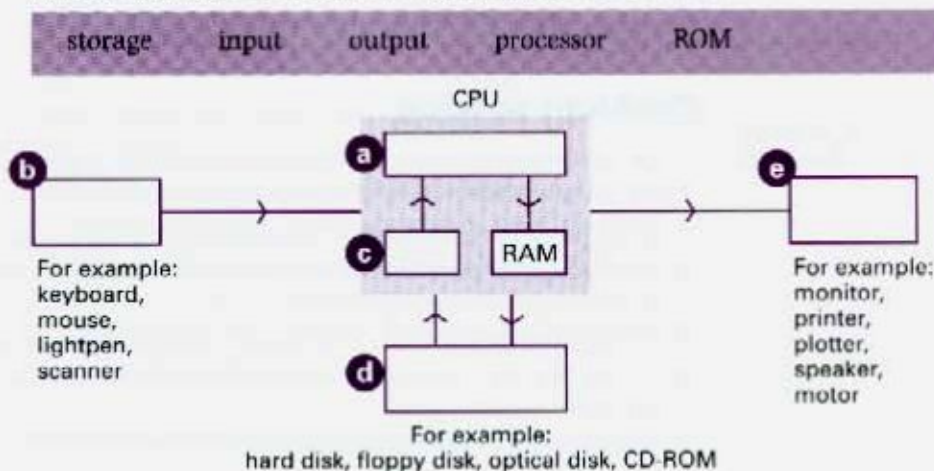 storage input output processor ROM
CPU
a
b
e
c
RAM
For example:
keyboard,
mouse,
lightpen,
scanner
For example:
monitor,
printer,
plotter,
speaker,
motor
d
For example:
hard disk, floppy disk, optical disk, CD-ROM